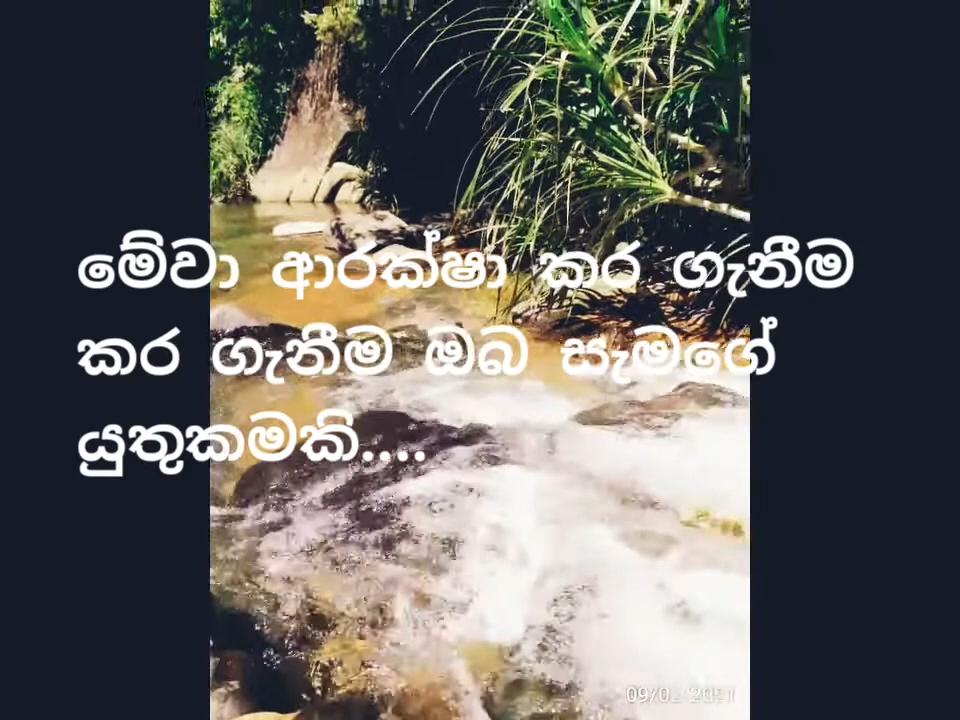 මේවා ආරක්ෂා කර ගැනීම
කර ගැනීම ඔබ සැමගේ
යුතුකමකි....